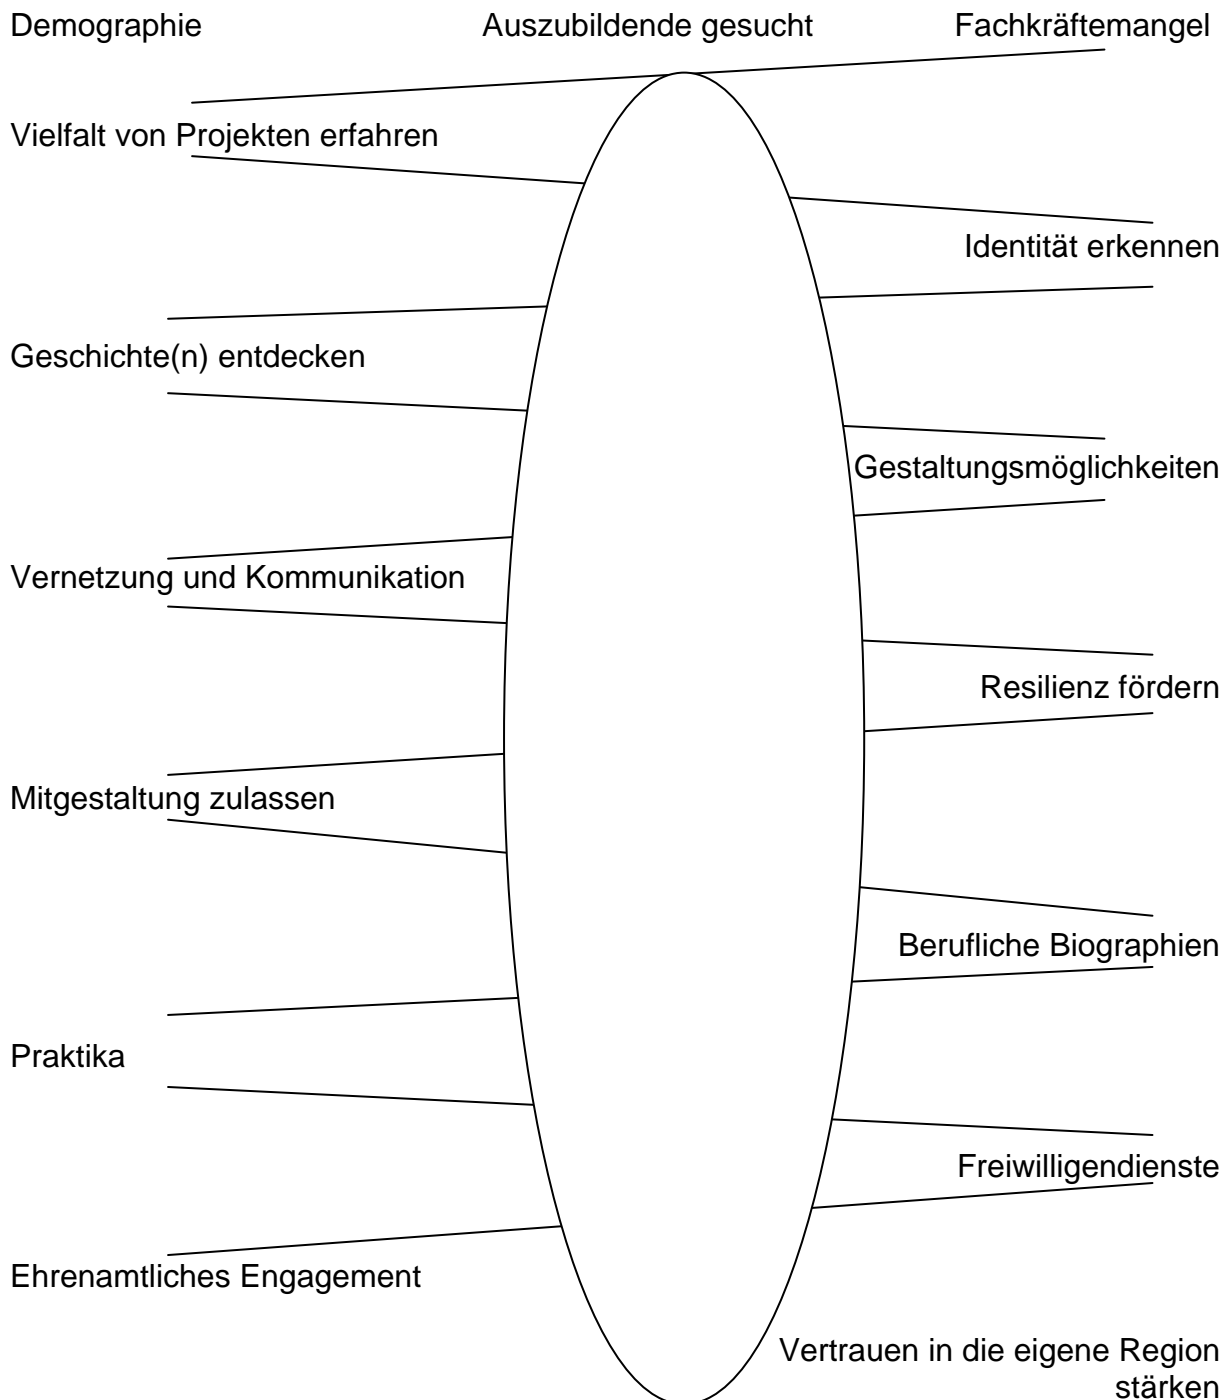 Demographie Auszubildende gesucht Fachkräftemangel
Vielfalt von Projekten erfahren
Identität erkennen
Geschichte(n) entdecken
Gestaltungsmöglichkeiten
Vernetzung und Kommunikation
Resilienz fördern
Mitgestaltung zulassen
Berufliche Biographien
Praktika
Freiwilligendienste
Ehrenamtliches Engagement
Vertrauen in die eigene Region
stärken